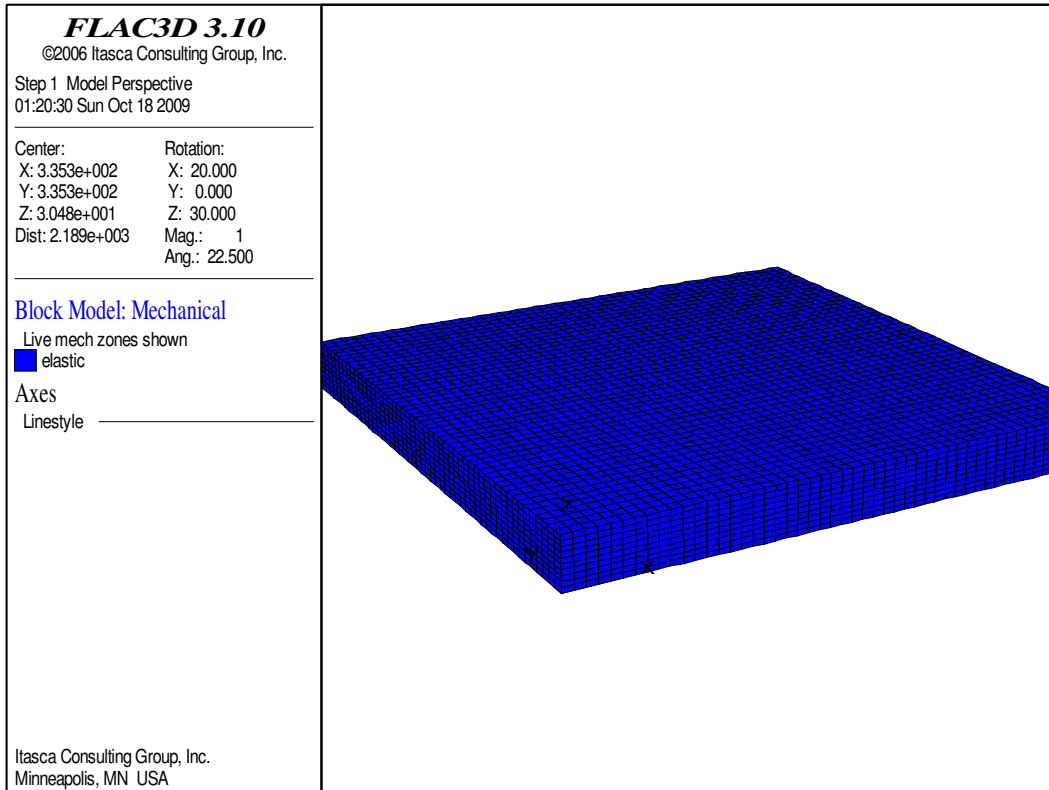 FLAC3D 3.10
©2006 Itasca Consulting Group, Inc.
Step 1 Model Perspective
01:20:30 Sun Oct 18 2009
Center:
X: 3.353e+002
Y: 3.353e+002
Z: 3.048e+001
Dist: 2.189e+003
Rotation:
X: 20.000
Y: 0.000
Z: 30.000
Mag.: 1
Ang.: 22.500
Block Model: Mechanical
Live mech zones shown
elastic
Axes
Linestyle
Itasca Consulting Group, Inc.
Minneapolis, MN USA
Z
Y
X